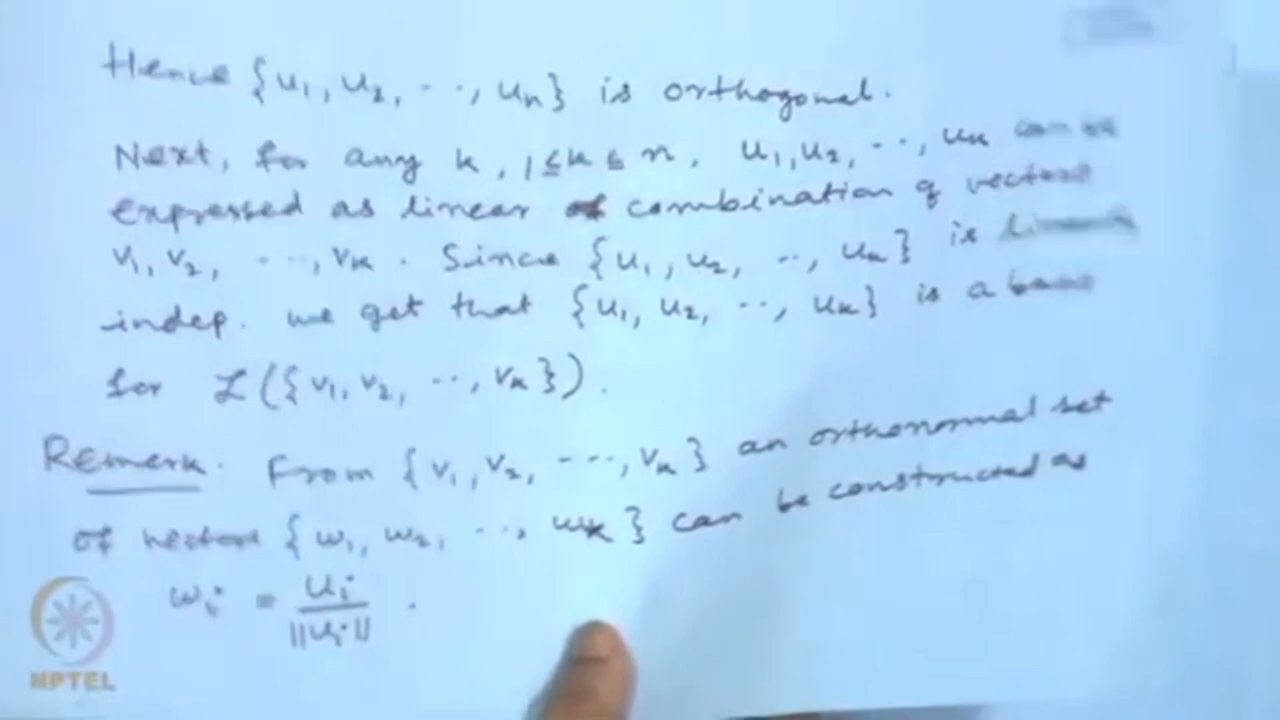 Hence {u₁, u₂, ··, uₙ} is orthogonal.
Next, for any k, 1≤k≤n, u₁, u₂, ··, uₖ can be
expressed as linear combination of vectors
v₁, v₂, ···, vₖ. Since {u₁, u₂, ··, uₖ} is
indep. we get that {u₁, u₂, ··, uₖ} is a base
for L({v₁, v₂, ··, vₖ}).
Remark. From {v₁, v₂, ---, vₖ} an orthonormal set
of vectors {w₁, w₂, ··, wₖ} can be constructed as
wᵢ = uᵢ / ||uᵢ|| .
NPTEL